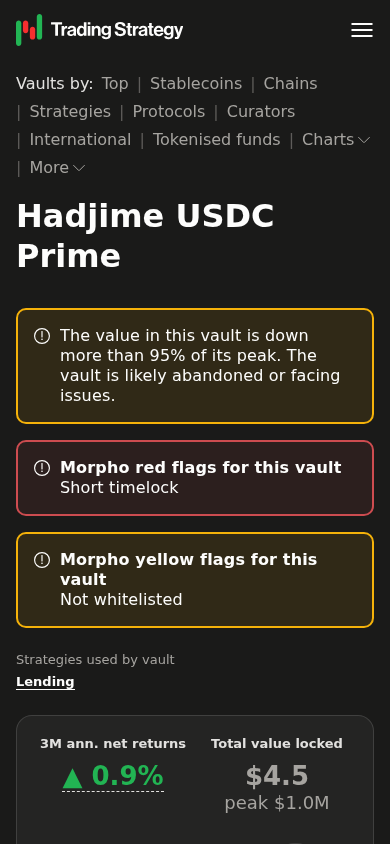 Trading Strategy
Vaults by: Top | Stablecoins | Chains
| Strategies | Protocols | Curators
| International | Tokenised funds | Charts
| More
Hadjime USDC
Prime
The value in this vault is down
more than 95% of its peak. The
vault is likely abandoned or facing
issues.
Morpho red flags for this vault
Short timelock
Morpho yellow flags for this
vault
Not whitelisted
Strategies used by vault
Lending
3M ann. net returns Total value locked
▲ 0.9% $4.5
peak $1.0M